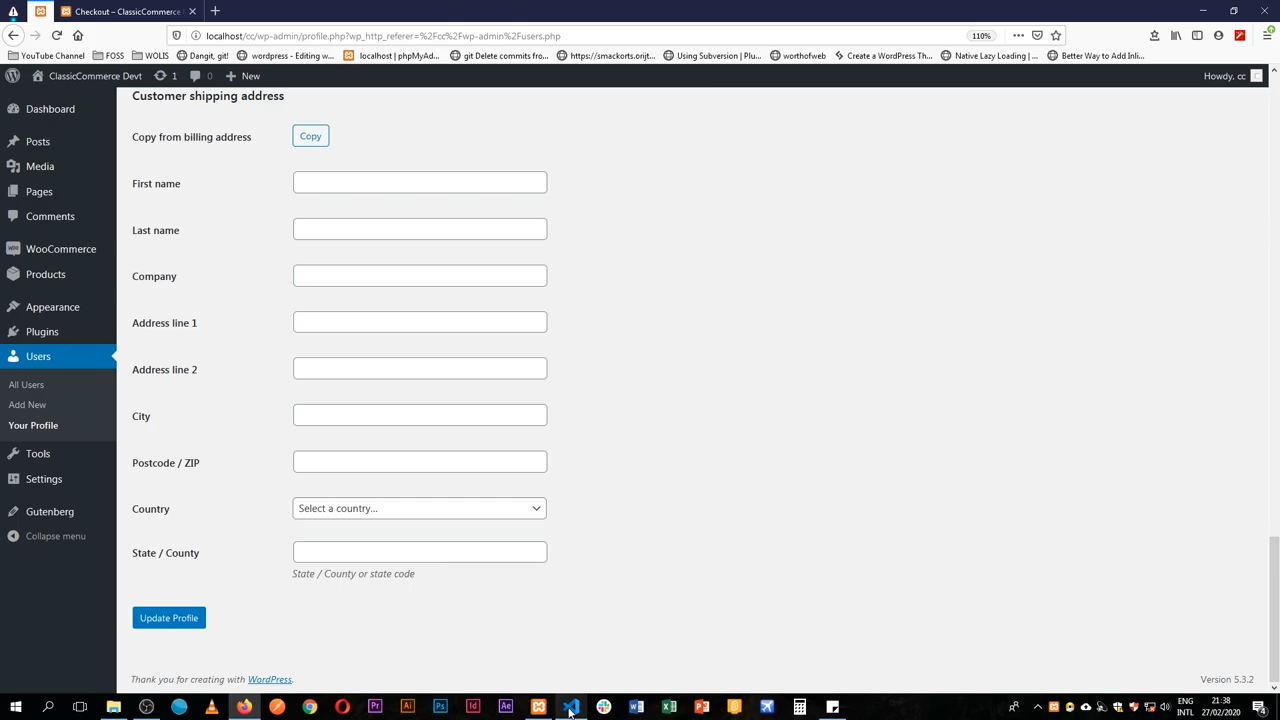 Checkout – ClassicCommerce
localhost/cc/wp-admin/profile.php?wp_http_referer=%2Fcc%2Fwp-admin%2Fusers.php
110%
YouTube Channel
FOSS
WOLIS
Dangit, git!
wordpress - Editing w...
localhost | phpMyAd...
git Delete commits fro...
https://smackorts.orijt...
Using Subversion | Plu...
worthofweb
Create a WordPress Th...
Native Lazy Loading | ...
Better Way to Add Inli...
ClassicCommerce Devt
1
0
New
Howdy, cc
Dashboard
Posts
Media
Pages
Comments
WooCommerce
Products
Appearance
Plugins
Users
All Users
Add New
Your Profile
Tools
Settings
Gutenberg
Collapse menu
Customer shipping address
Copy from billing address
Copy
First name
Last name
Company
Address line 1
Address line 2
City
Postcode / ZIP
Country
Select a country...
State / County
State / County or state code
Update Profile
Thank you for creating with WordPress.
Version 5.3.2
Pr
Ai
Ps
Id
Ae
ENG
INTL
21:38
27/02/2020